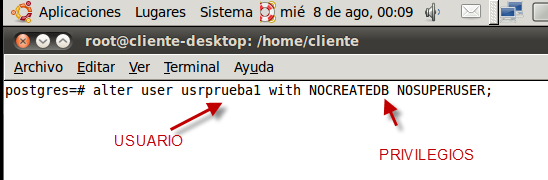 Aplicaciones Lugares Sistema mié 8 de ago, 00:09
root@cliente-desktop: /home/cliente
Archivo Editar Ver Terminal Ayuda
postgres=# alter user usrprueba1 with NOCREATEDB NOSUPERUSER;
USUARIO
PRIVILEGIOS